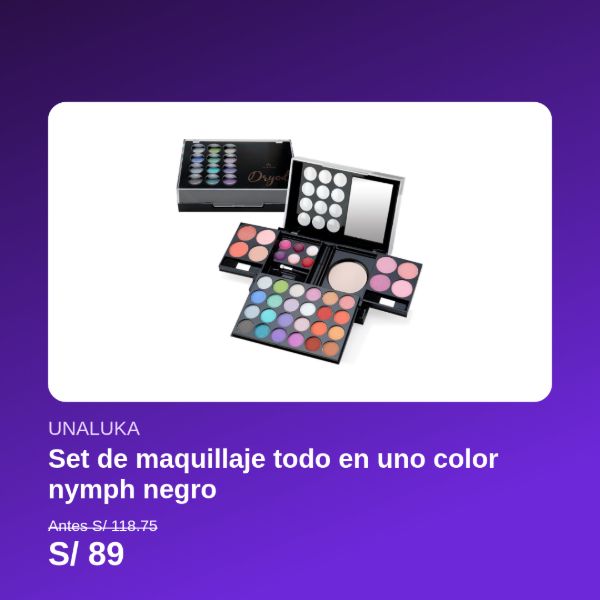 UNALUKA
Set de maquillaje todo en uno color
nymph negro
Antes S/ 118.75
S/ 89